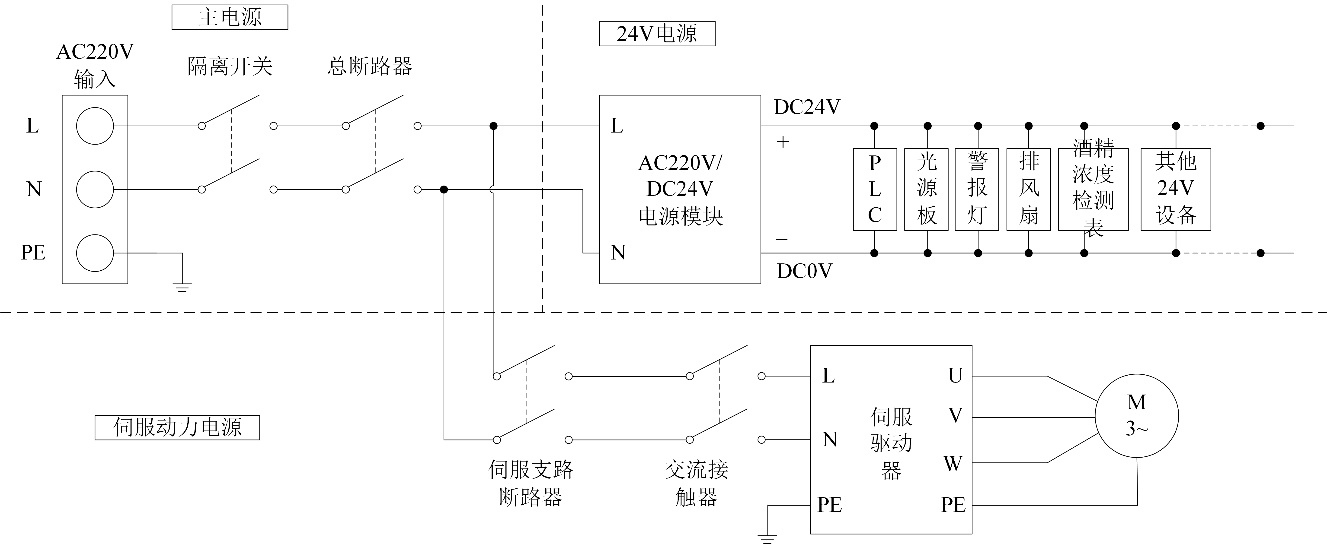 主电源
24V电源
AC220V
输入
隔离开关
总断路器
L
N
PE
L
N
AC220V/
DC24V
电源模块
DC24V
+
−
DC0V
PLC
光源板
警报灯
排风扇
酒精
浓度
检测
表
其他
24V
设备
伺服动力电源
伺服支路
断路器
交流接
触器
L
N
PE
伺服
驱动
器
U
V
W
PE
M
3~